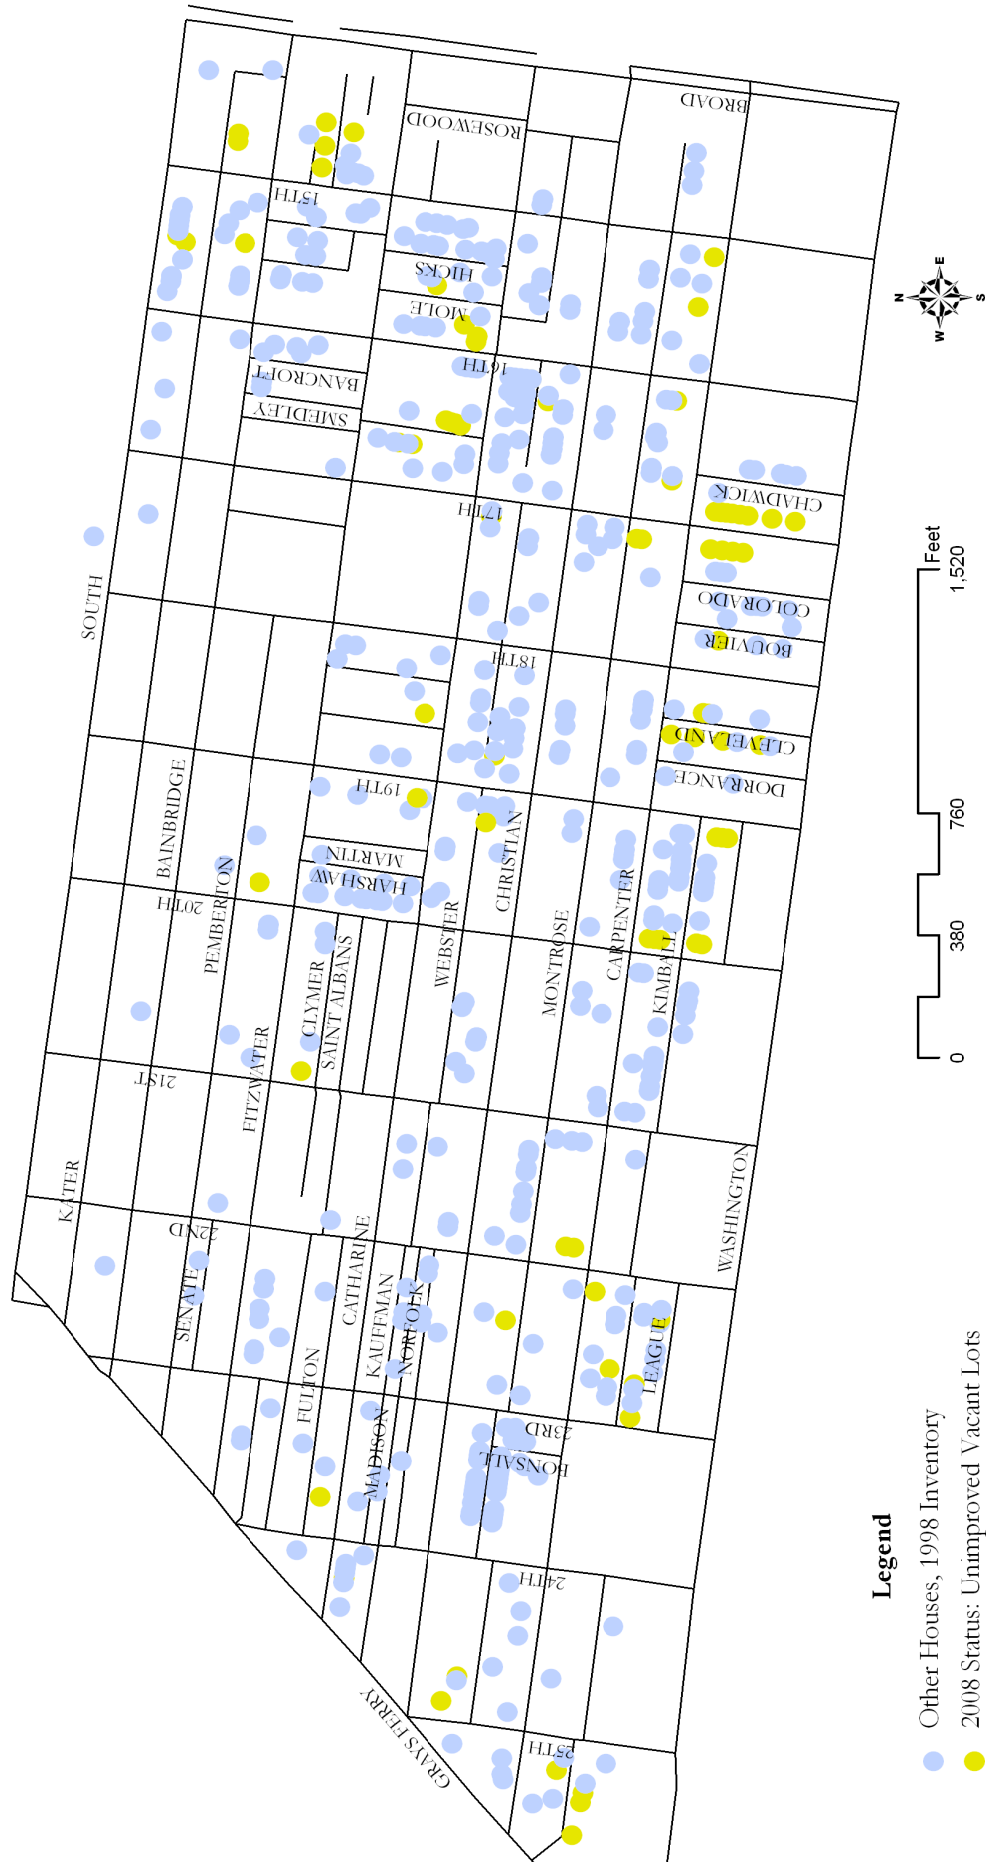 BROAD
ROSEWOOD
15TH
HICKS
MOLE
16TH
BANCROFT
SMEDLEY
CHADWICK
17TH
SOUTH
COLORADO
BOUVIER
18TH
CLEVELAND
DORRANCE
19TH
BAINBRIDGE
MARTIN
HARSHAW
CHRISTIAN
20TH
PEMBERTON
WEBSTER
CARPENTER
MONTROSE
KIMBALL
CLYMER
SAINT ALBANS
FITZWATER
21ST
KATER
WASHINGTON
22ND
SENATE
CATHARINE
KAUFFMAN
NORFOLK
LEAGUE
FULTON
MADISON
23RD
BONSALL
24TH
GRAYS FERRY
25TH
N
E
S
W
Feet
0
380
760
1,520
Legend
Other Houses, 1998 Inventory
2008 Status: Unimproved Vacant Lots